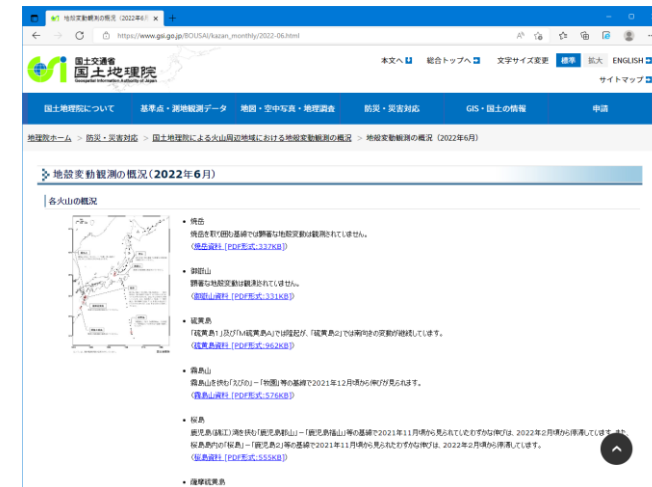 地殻変動観測の概況（2022年6月
https://www.gsi.go.jp/BOUSAI/kazan_monthly/2022-06.html
国土交通省
国土地理院
Geospatial Information Authority of Japan
本文へ 総合トップへ 文字サイズ変更 標準 拡大 ENGLISH
サイトマップ
国土地理院について 基準点・測地観測データ 地図・空中写真・地理調査 防災・災害対応 GIS・国土の情報 申請
地理院ホーム > 防災・災害対応 > 国土地理院による火山周辺地域における地殻変動観測の概況 > 地殻変動観測の概況（2022年6月）
地殻変動観測の概況（2022年6月）
各火山の概況
• 焼岳
焼岳を取り囲む基線では顕著な地殻変動は観測されていません。
（焼岳資料 [PDF形式:337KB]）
• 御嶽山
顕著な地殻変動は観測されていません。
（御嶽山資料 [PDF形式:331KB]）
• 硫黄島
「硫黄島1」及び「M硫黄島A」では隆起が、「硫黄島2」では南向きの変動が継続しています。
（硫黄島資料 [PDF形式:962KB]）
• 霧島山
霧島山を挟む「えびの」－「牧園」等の基線で2021年12月頃から伸びが見られます。
（霧島山資料 [PDF形式:576KB]）
• 桜島
鹿児島（錦江）湾を挟む「鹿児島郡山」－「鹿児島福山」等の基線で2021年11月頃から見られていたわずかな伸びは、2022年2月頃から停滞しています。また
桜島島内の「桜島」－「鹿児島2」等の基線で2021年11月頃から見られたわずかな伸びは、2022年2月頃から停滞しています。
（桜島資料 [PDF形式:555KB]）
• 薩摩硫黄島